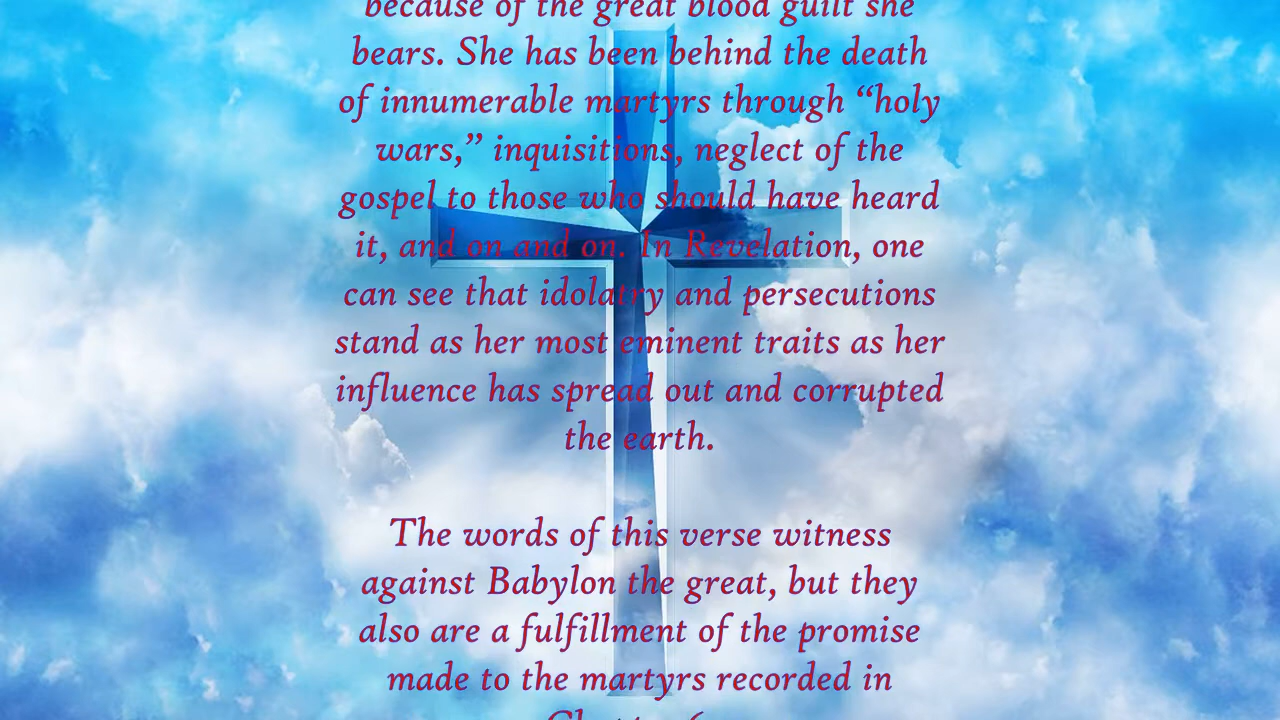 because of the great blood guilt she
bears. She has been behind the death
of innumerable martyrs through “holy
wars,” inquisitions, neglect of the
gospel to those who should have heard
it, and on and on. In Revelation, one
can see that idolatry and persecutions
stand as her most eminent traits as her
influence has spread out and corrupted
the earth.
The words of this verse witness
against Babylon the great, but they
also are a fulfillment of the promise
made to the martyrs recorded in